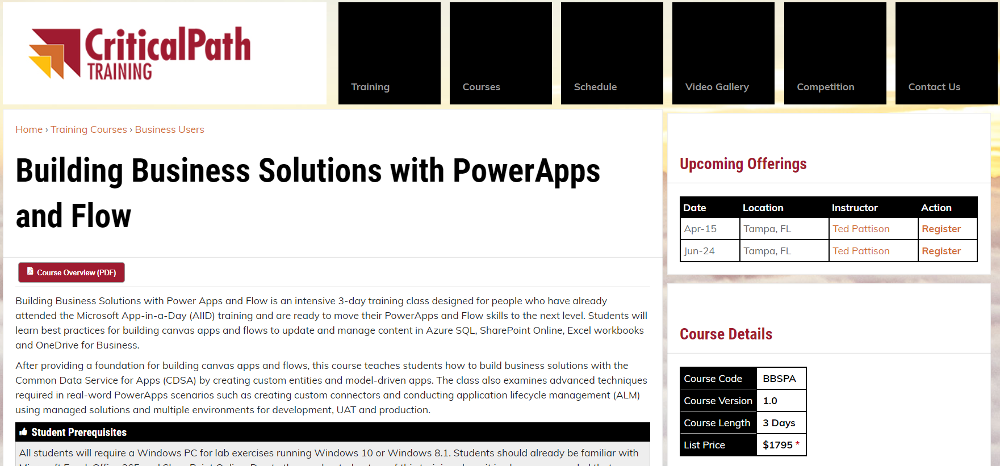 CriticalPath
TRAINING
Training
Courses
Schedule
Video Gallery
Competition
Contact Us
Home › Training Courses › Business Users
Building Business Solutions with PowerApps
and Flow
Course Overview (PDF)
Building Business Solutions with Power Apps and Flow is an intensive 3-day training class designed for people who have already
attended the Microsoft App-in-a-Day (AIID) training and are ready to move their PowerApps and Flow skills to the next level. Students will
learn best practices for building canvas apps and flows to update and manage content in Azure SQL, SharePoint Online, Excel workbooks
and OneDrive for Business.
After providing a foundation for building canvas apps and flows, this course teaches students how to build business solutions with the
Common Data Service for Apps (CDSA) by creating custom entities and model-driven apps. The class also examines advanced techniques
required in real-word PowerApps scenarios such as creating custom connectors and conducting application lifecycle management (ALM)
using managed solutions and multiple environments for development, UAT and production.
Student Prerequisites
All students will require a Windows PC for lab exercises running Windows 10 or Windows 8.1. Students should already be familiar with
Upcoming Offerings
Date Location Instructor Action
Apr-15 Tampa, FL Ted Pattison Register
Jun-24 Tampa, FL Ted Pattison Register
Course Details
Course Code BBSPA
Course Version 1.0
Course Length 3 Days
List Price $1795 *